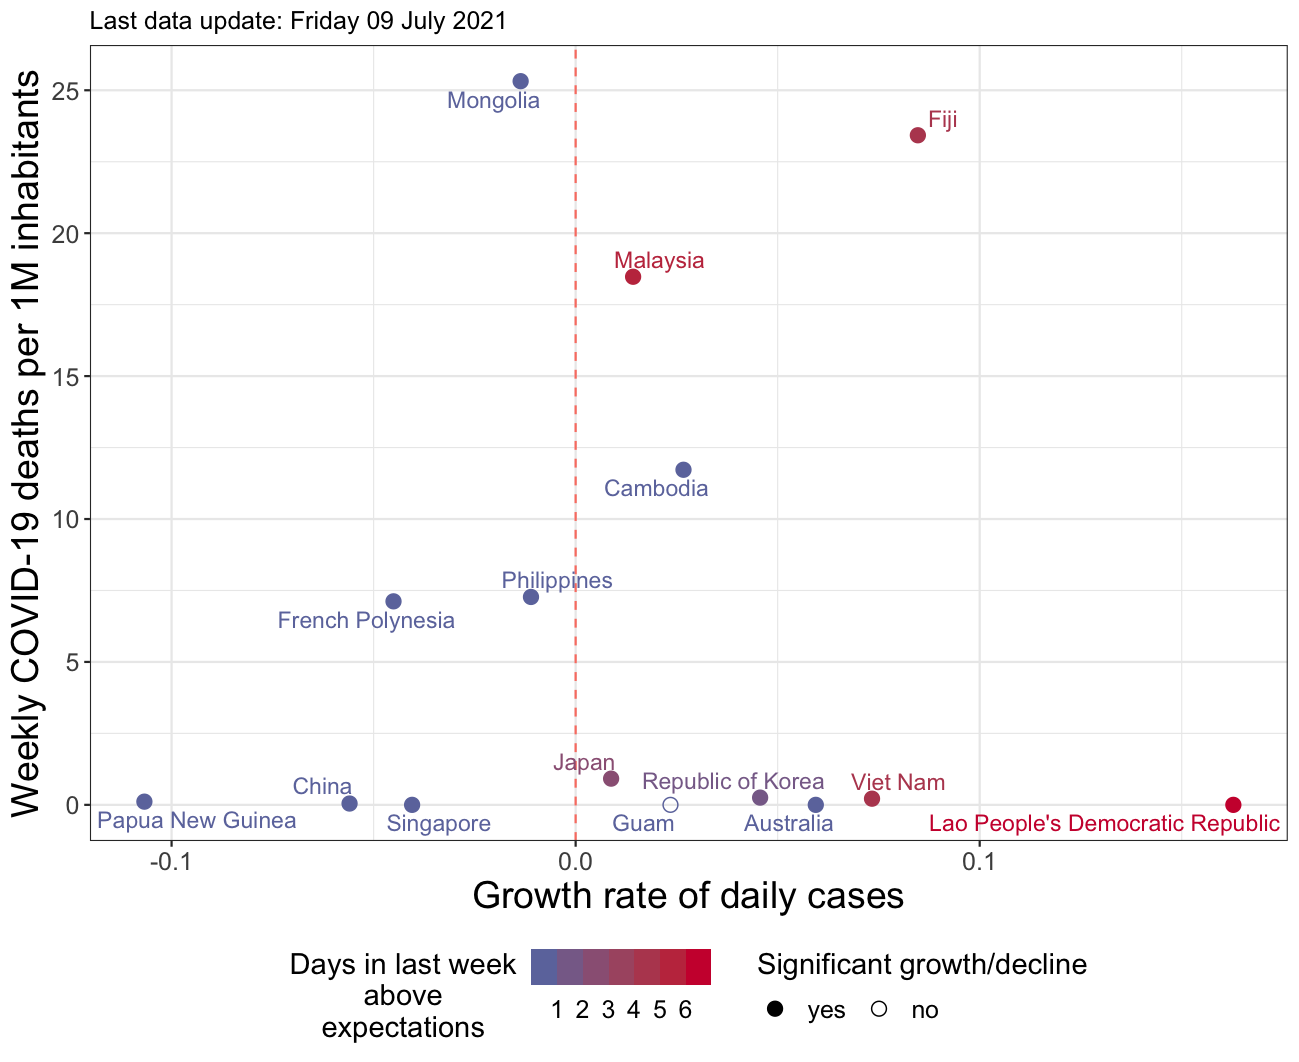 Last data update: Friday 09 July 2021
Weekly COVID-19 deaths per 1M inhabitants
25
20
15
10
5
0
Mongolia
Fiji
Malaysia
Cambodia
Philippines
French Polynesia
Japan
China
Republic of Korea
Viet Nam
Papua New Guinea
Singapore
Guam
Australia
Lao People's Democratic Republic
-0.1
0.0
0.1
Growth rate of daily cases
Days in last week
above
expectations
1 2 3 4 5 6
Significant growth/decline
yes
no